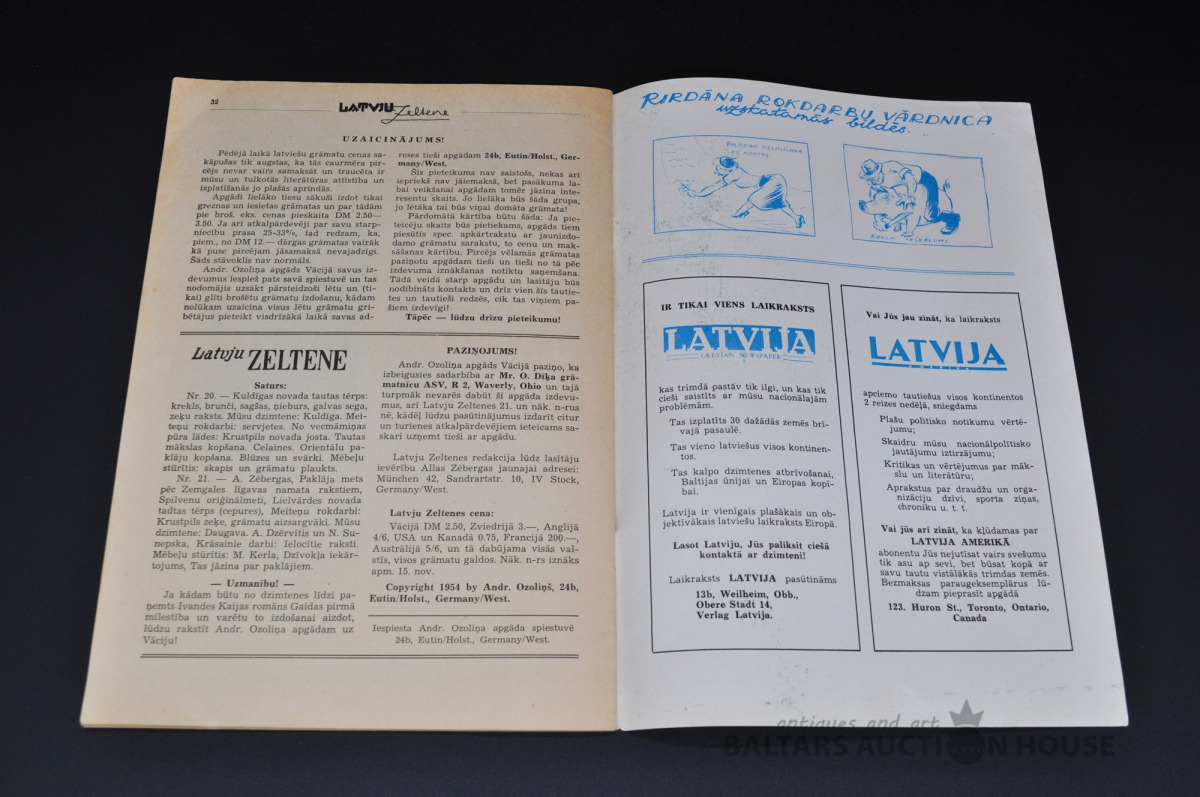 32
LATVJU Zeltene
UZAICINĀJUMS!
Pēdējā laikā latviešu grāmatu cenas sa-
kāpušas tik augstas, ka tās caurmēra pir-
cējs nevar vairs samaksāt un traucēta ir
mūsu un tulkotās literātūras attīstība un
izplatīšanās jo plašās aprindās.
Apgādi lielāko tiesu sākuši izdot tikai
greznas un iesietas grāmatas un par tādām
pie broš. eks. cenas pieskaita DM 2.50—
3.50. Ja arī atkalpārdevēji par savu starp-
niecību prasa 25-33%, tad redzam, ka,
piem., no DM 12.— dārgas grāmatas vairāk
kā puse pircējam jāsamaksā nevajadzīgi.
Šāds stāvoklis nav normāls.
Andr. Ozoliņa apgāds Vācijā savus iz-
devumus iespiež pats savā spiestuvē un tas
nodomājis uzsākt pārsteidzoši lētu un (ti-
kai) glīti brošētu grāmatu izdošanu, kādam
nolūkam uzaicina visus lētu grāmatu gri-
bētājus pieteikt visdrīzākā laikā savas ad-
reses tieši apgādam 24b, Eutin/Holst., Ger-
many/West.
Šis pieteikums nav saistošs, nekas arī
iepriekš nav jāiemaksā, bet pasākuma la-
bai veikšanai apgādam tomēr jāzina inte-
resentu skaits. Jo lielāka būs šāda grupa,
jo lētāka tai būs viņai domāta grāmata!
Pārdomātā kārtība būtu šāda: Ja pie-
teicēju skaits būs pietiekams, apgāds tiem
piesūtīs spec. apkārtrakstu ar jaunizdo-
damo grāmatu sarakstu, to cenu un mak-
sāšanas kārtību. Pircējs vēlamās grāmatas
paziņotu apgādam tieši un tieši no tā pēc
izdevuma iznākšanas notiktu saņemšana.
Tādā veidā starp apgādu un lasītāju būs
nodibināts kontakts un drīz vien šis tautie-
tes un tautieši redzēs, cik tas viņiem pa-
šiem izdevīgi!
Tāpēc — lūdzu drīzu pieteikumu!
Latvju ZELTENE
Saturs:
Nr. 20. — Kuldīgas novada tautas tērps:
krekls, brunči, sagšas, ņieburs, galvas sega,
zeķu raksts. Mūsu dzimtene: Kuldīga. Mei-
teņu rokdarbi: servjetes. No vecmāmiņas
pūra lādes: Krustpils novada josta. Tautas
mākslas kopšana. Celaines. Orientālu pa-
klāju kopšana. Blūzes un svārki. Mēbeļu
stūrītis: skapis un grāmatu plaukts.
Nr. 21. — A. Zēbergas, Paklāja mets
pēc Zemgales līgavas namata rakstiem,
Spilvenu oriģinālmeti, Lielvārdes novada
tautas tērps (cepures), Meiteņu rokdarbi:
Krustpils zeķe, grāmatu aizsargvāki. Mūsu
dzimtene: Daugava. A. Dzērvītis un N. Su-
nepska, Krāsainie darbi: Ielocītie raksti.
Mēbeļu stūrītis: M. Kerla, Dzīvokļa iekār-
tojums, Tas jāzina par paklājiem.
— Uzmanību! —
Ja kādam būtu no dzimtenes līdzi pa-
ņemts Ivandes Kaijas romāns Gaidas pirmā
mīlestība un varētu to izdošanai aizdot,
lūdzu rakstīt Andr. Ozoliņa apgādam uz
Vāciju!
PAZIŅOJUMS!
Andr. Ozoliņa apgāds Vācijā paziņo, ka
izbeigusies sadarbība ar Mr. O. Diķa grā-
matnīcu ASV, R 2, Waverly, Ohio un tajā
turpmāk nevarēs dabūt šī apgāda izdevu-
mus, arī Latvju Zeltenes 21. un nāk. n-rus
nē, kādēļ lūdzu pasūtinājumus izdarīt citur
un turienes atkalpārdevējiem ieteicams sa-
skari uzņemt tieši ar apgādu.
Latvju Zeltenes redakcija lūdz lasītāju
ievērību Allas Zēbergas jaunajai adresei:
München 42, Sandrartstr. 10, IV Stock,
Germany/West.
Latvju Zeltenes cena:
Vācijā DM 2.50, Zviedrijā 3.—, Anglijā
4/6, USA un Kanadā 0.75, Francijā 200.—,
Austrālijā 5/6, un tā dabūjama visās val-
stīs, visos grāmatu galdos. Nāk. n-rs iznāks
apm. 15. nov.
Copyright 1954 by Andr. Ozoliņš, 24b,
Eutin/Holst., Germany/West.
Iespiesta Andr. Ozoliņa apgāda spiestuvē
24b, Eutin/Holst., Germany/West.
PIRDĀNA ROKDARBU VĀRDNICA
uzskatamās bildēs.
IR TIKAI VIENS LAIKRAKSTS
LATVIJA
LATVIAN NEWSPAPER
kas trimdā pastāv tik ilgi, un kas tik
cieši saistīts ar mūsu nacionālajām
problēmām.
Tas izplatīts 30 dažādās zemēs brī-
vajā pasaulē.
Tas vieno latviešus visos kontinen-
tos.
Tas kalpo dzimtenes atbrīvošanai,
Baltijas ūnijai un Eiropas kopī-
bai.
Latvija ir vienīgais plašākais un ob-
jektīvākais latviešu laikraksts Eiropā.
Lasot Latviju, Jūs paliksit ciešā
kontaktā ar dzimteni!
Laikraksts LATVIJA pasūtināms
13b, Weilheim, Obb.,
Obere Stadt 14,
Verlag Latvija.
Vai Jūs jau zināt, ka laikraksts
LATVIJA
AMERIKĀ
apciemo tautiešus visos kontinentos
2 reizes nedēļā, sniegdams
Plašu politisko notikumu vērtē-
jumu;
Skaidru mūsu nacionālpolitisko
jautājumu iztirzājumu;
Kritikas un vērtējumus par māk-
slu un literātūru;
Aprakstus par draudžu un orga-
nizāciju dzīvi, sporta ziņas,
chroniku u. t. t.
Vai jūs arī zināt, ka kļūdamas par
LATVIJA AMERIKĀ
abonentu Jūs nejutīsat vairs svešumu
tik asu ap sevi, bet būsat kopā ar
savu tautu vistālākās trimdas zemēs.
Bezmaksas paraugeksemplārus lū-
dzam pieprasīt apgādā
123. Huron St., Toronto, Ontario,
Canada
antiques and art
BALTARS AUCTION HOUSE